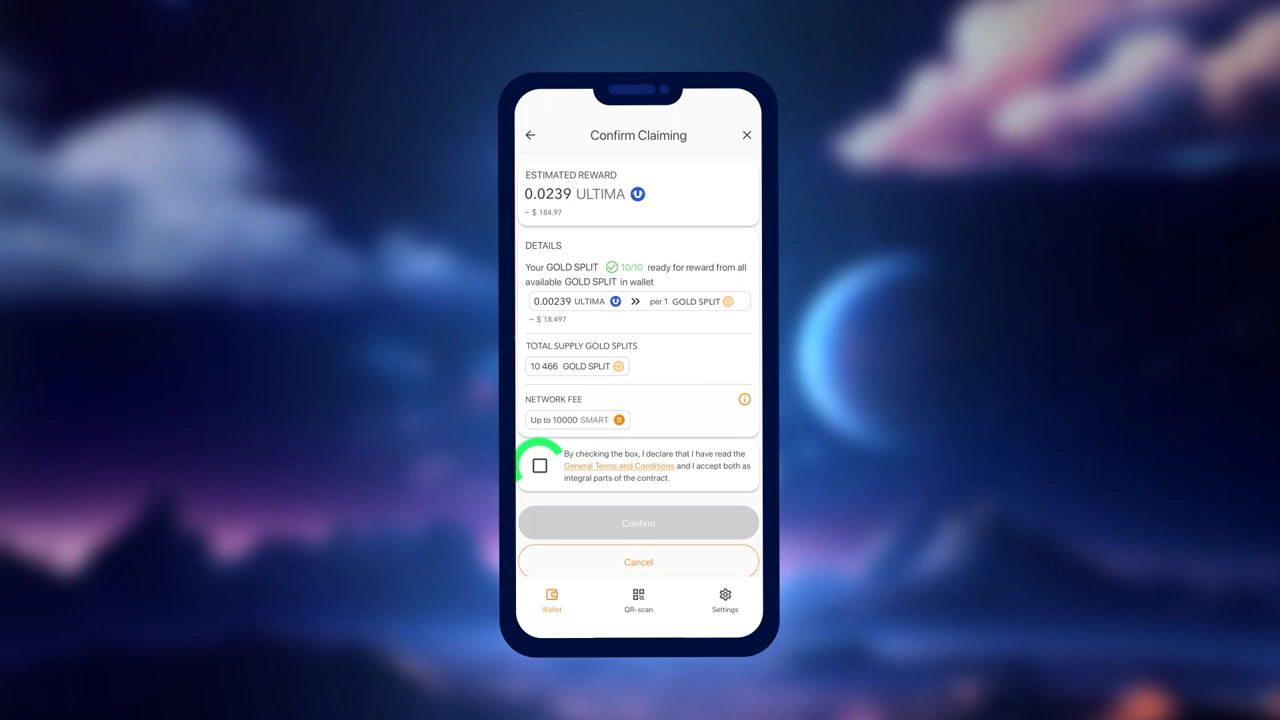 Confirm Claiming
ESTIMATED REWARD
0.0239 ULTIMA
~ $ 184.97
DETAILS
Your GOLD SPLIT 10/10 ready for reward from all
available GOLD SPLIT in wallet
0.00239 ULTIMA » per 1 GOLD SPLIT
~ $ 18.497
TOTAL SUPPLY GOLD SPLITS
10 466 GOLD SPLIT
NETWORK FEE
Up to 10000 SMART
By checking the box, I declare that I have read the
General Terms and Conditions and I accept both as
integral parts of the contract.
Confirm
Cancel
Wallet QR-scan Settings